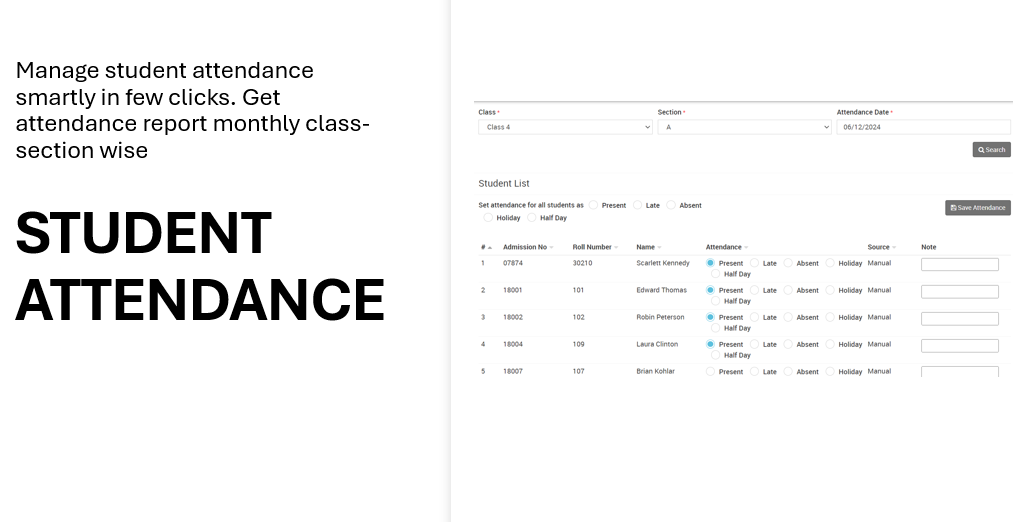 Manage student attendance
smartly in few clicks. Get
attendance report monthly class-
section wise
STUDENT
ATTENDANCE
Class * Section * Attendance Date *
Class 4 A 06/12/2024
Search
Student List
Set attendance for all students as Present Late Absent
Holiday Half Day
Save Attendance
# Admission No Roll Number Name Attendance Source Note
1 07874 30210 Scarlett Kennedy Present Late Absent Holiday Manual
Half Day
2 18001 101 Edward Thomas Present Late Absent Holiday Manual
Half Day
3 18002 102 Robin Peterson Present Late Absent Holiday Manual
Half Day
4 18004 109 Laura Clinton Present Late Absent Holiday Manual
Half Day
5 18007 107 Brian Kohlar Present Late Absent Holiday Manual